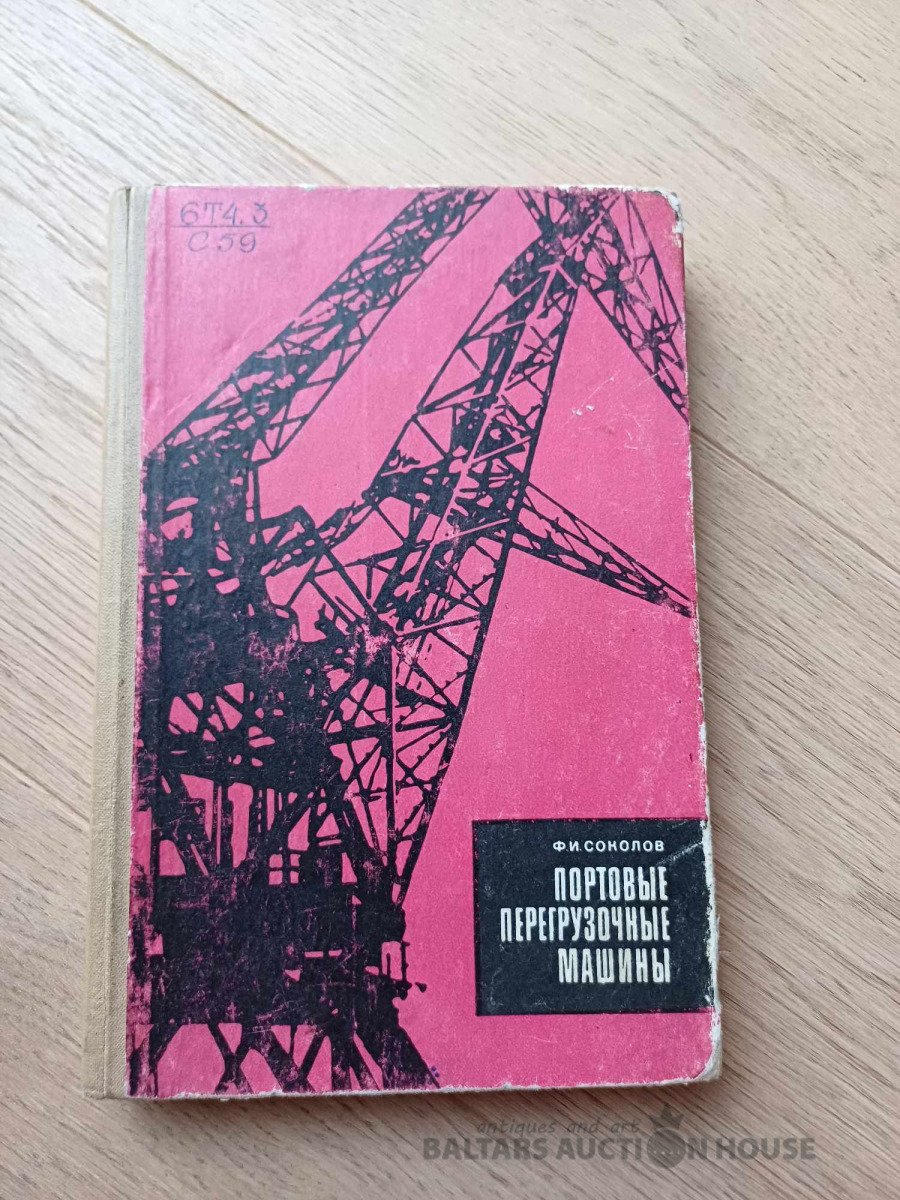 6Т4.3
С59
Ф.И.СОКОЛОВ
ПОРТОВЫЕ
ПЕРЕГРУЗОЧНЫЕ
МАШИНЫ
antiques and art
BALTARS AUCTION HOUSE